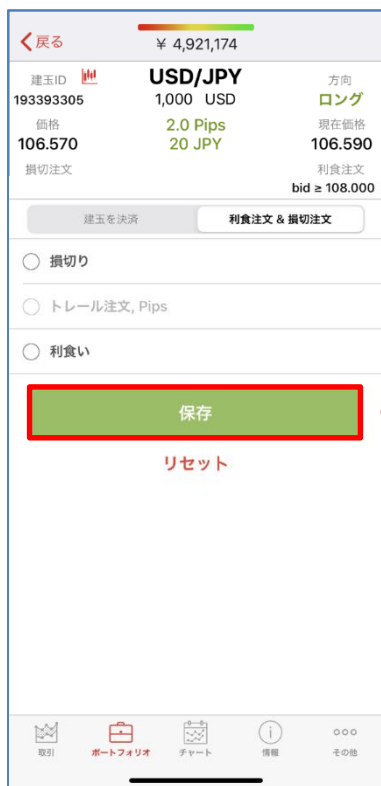 戻る ¥ 4,921,174
建玉ID USD/JPY 方向
193393305 1,000 USD ロング
価格 2.0 Pips 現在価格
106.570 20 JPY 106.590
損切注文 利食注文
bid ≥ 108.000
建玉を決済 利食注文 & 損切注文
損切り
トレール注文, Pips
利食い
保存
リセット
取引 ポートフォリオ チャート 情報 その他